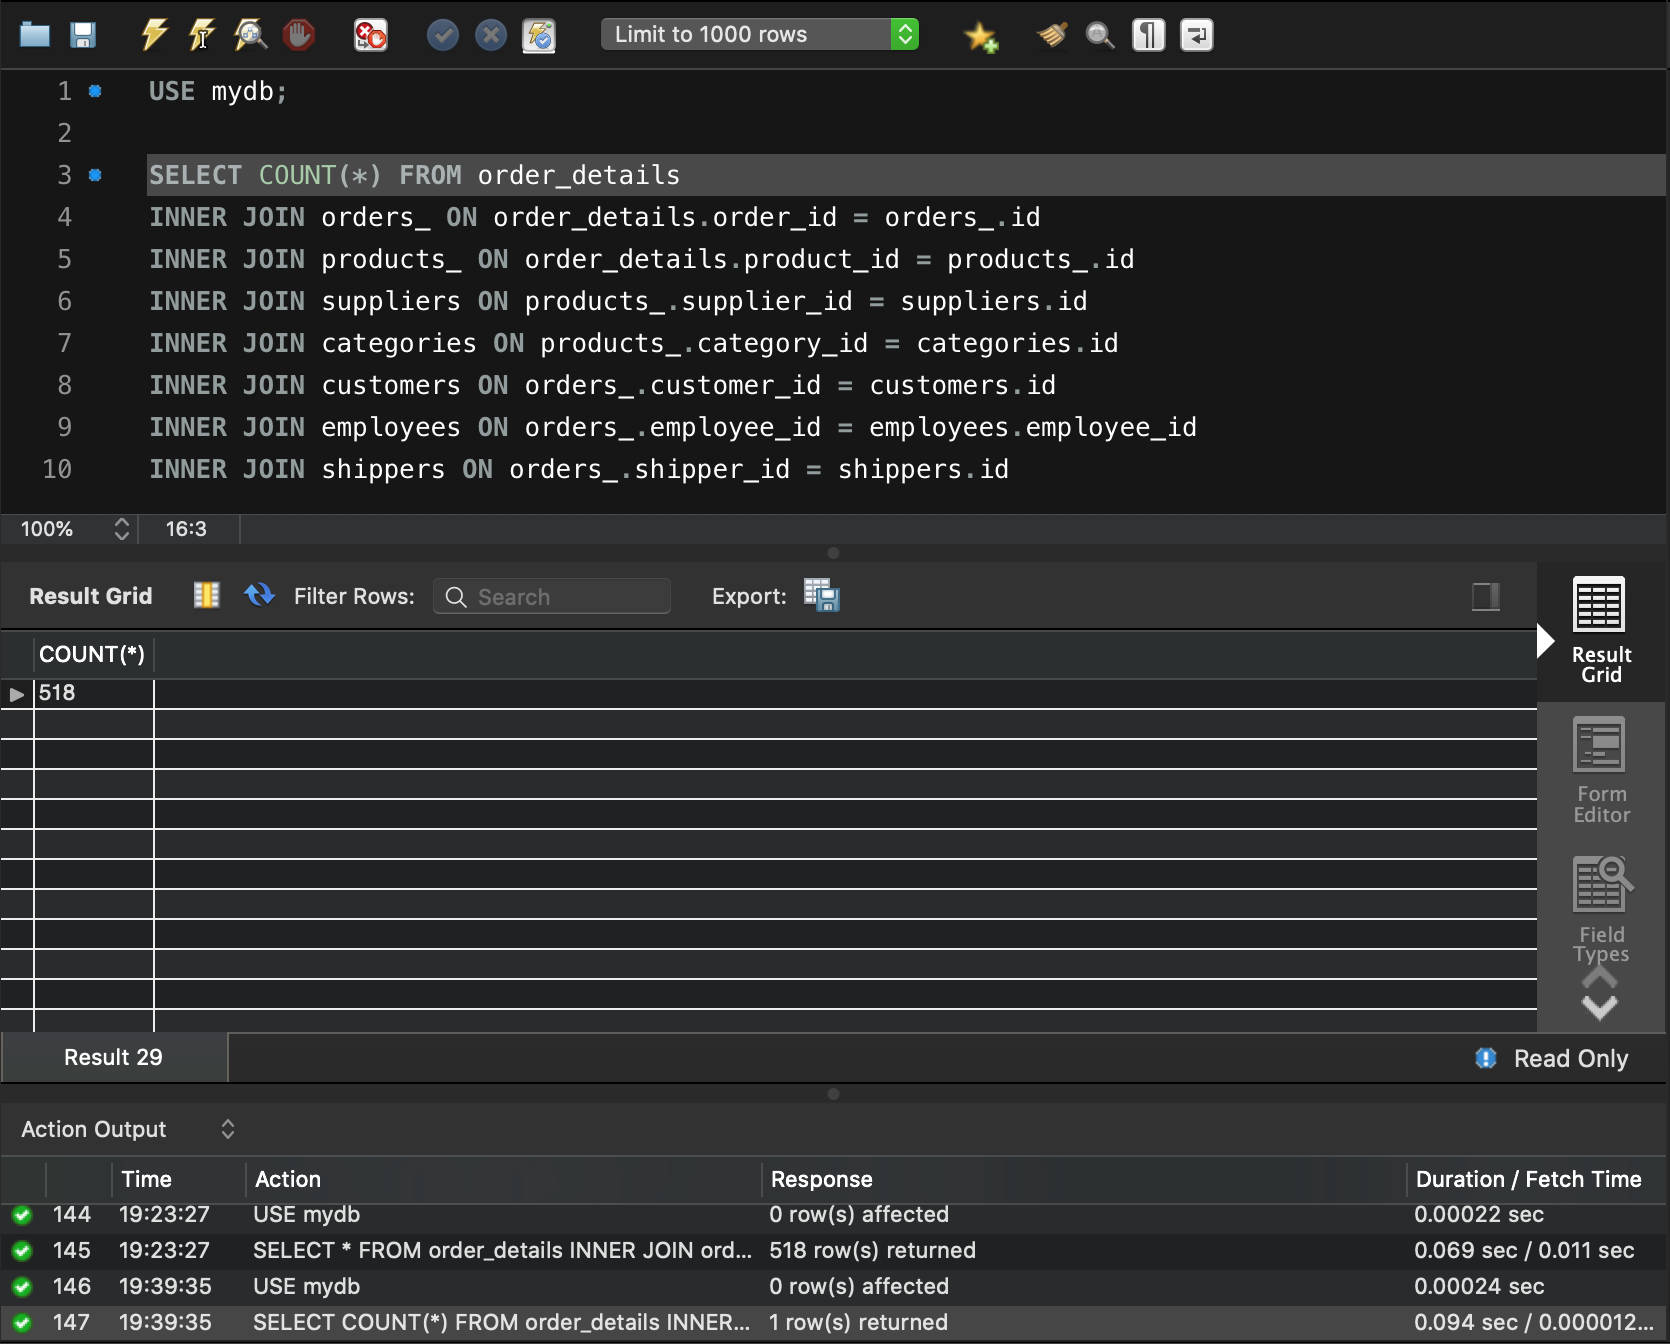 Limit to 1000 rows
1 USE mydb;
2
3 SELECT COUNT(*) FROM order_details
4 INNER JOIN orders_ ON order_details.order_id = orders_.id
5 INNER JOIN products_ ON order_details.product_id = products_.id
6 INNER JOIN suppliers ON products_.supplier_id = suppliers.id
7 INNER JOIN categories ON products_.category_id = categories.id
8 INNER JOIN customers ON orders_.customer_id = customers.id
9 INNER JOIN employees ON orders_.employee_id = employees.employee_id
10 INNER JOIN shippers ON orders_.shipper_id = shippers.id
100% 16:3
Result Grid Filter Rows: Search Export:
COUNT(*)
518
Result
Grid
Form
Editor
Field
Types
Result 29 Read Only
Action Output
Time Action Response Duration / Fetch Time
144 19:23:27 USE mydb 0 row(s) affected 0.00022 sec
145 19:23:27 SELECT * FROM order_details INNER JOIN ord... 518 row(s) returned 0.069 sec / 0.011 sec
146 19:39:35 USE mydb 0 row(s) affected 0.00024 sec
147 19:39:35 SELECT COUNT(*) FROM order_details INNER... 1 row(s) returned 0.094 sec / 0.000012...